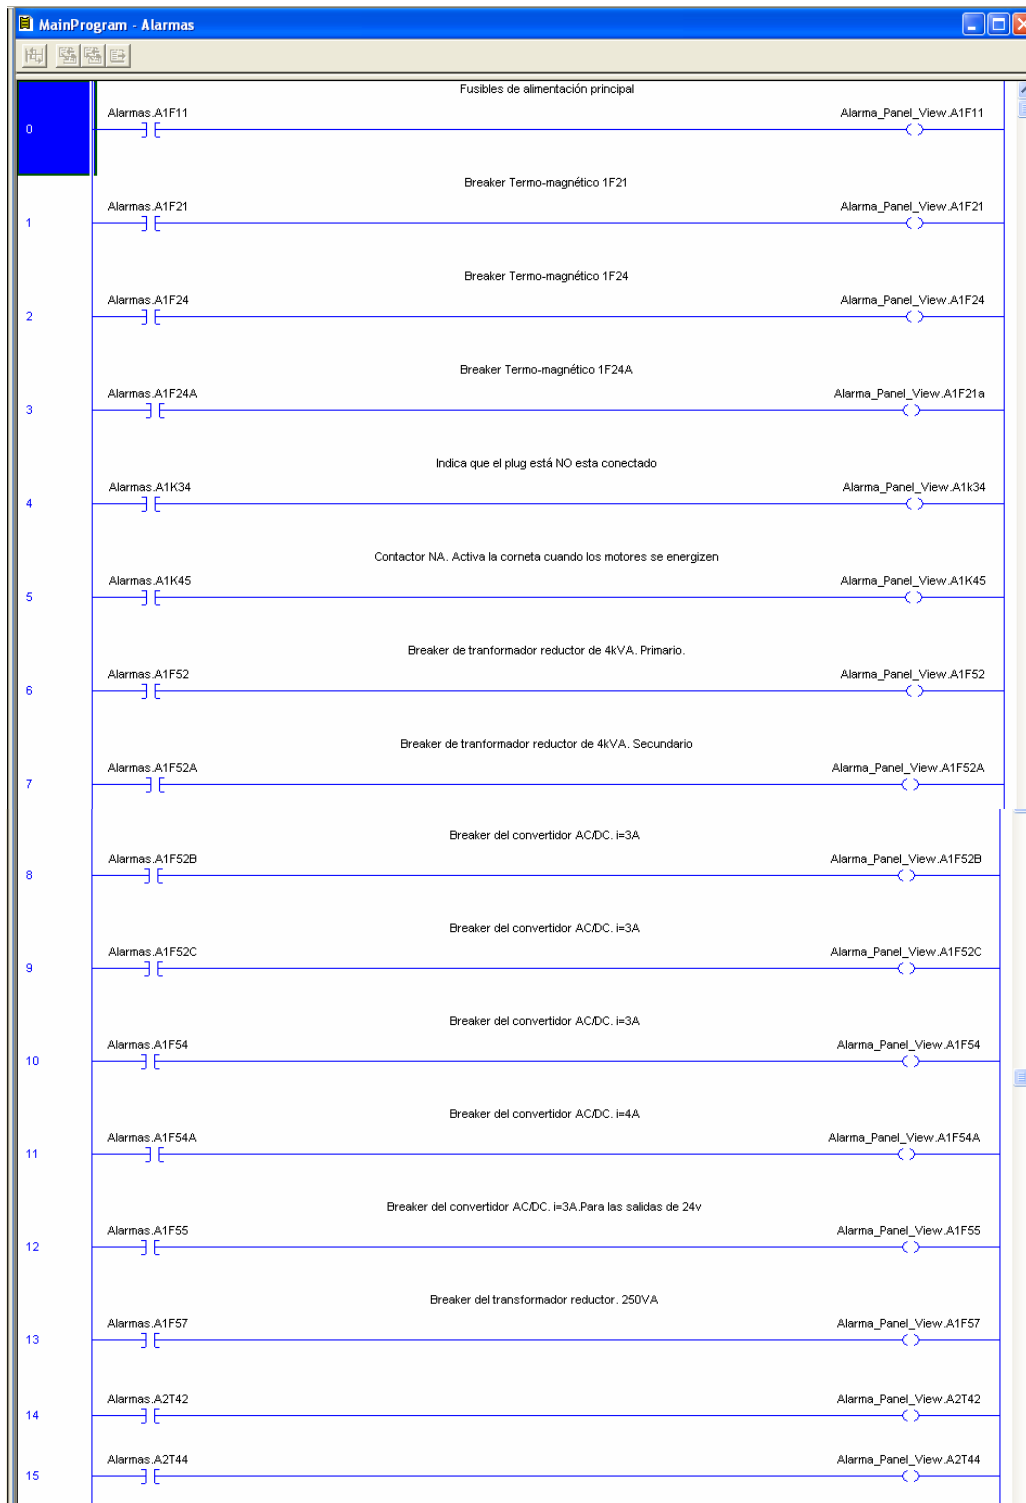 MainProgram - Alarmas
Fusibles de alimentación principal
Alarmas.A1F11 Alarma_Panel_View.A1F11
0
Breaker Termo-magnético 1F21
Alarmas.A1F21 Alarma_Panel_View.A1F21
1
Breaker Termo-magnético 1F24
Alarmas.A1F24 Alarma_Panel_View.A1F24
2
Breaker Termo-magnético 1F24A
Alarmas.A1F24A Alarma_Panel_View.A1F21a
3
Indica que el plug está NO esta conectado
Alarmas.A1K34 Alarma_Panel_View.A1k34
4
Contactor NA. Activa la corneta cuando los motores se energizen
Alarmas.A1K45 Alarma_Panel_View.A1K45
5
Breaker de tranformador reductor de 4kVA. Primario.
Alarmas.A1F52 Alarma_Panel_View.A1F52
6
Breaker de tranformador reductor de 4kVA. Secundario
Alarmas.A1F52A Alarma_Panel_View.A1F52A
7
Breaker del convertidor AC/DC. i=3A
Alarmas.A1F52B Alarma_Panel_View.A1F52B
8
Breaker del convertidor AC/DC. i=3A
Alarmas.A1F52C Alarma_Panel_View.A1F52C
9
Breaker del convertidor AC/DC. i=3A
Alarmas.A1F54 Alarma_Panel_View.A1F54
10
Breaker del convertidor AC/DC. i=4A
Alarmas.A1F54A Alarma_Panel_View.A1F54A
11
Breaker del convertidor AC/DC. i=3A.Para las salidas de 24v
Alarmas.A1F55 Alarma_Panel_View.A1F55
12
Breaker del transformador reductor. 250VA
Alarmas.A1F57 Alarma_Panel_View.A1F57
13
Alarmas.A2T42 Alarma_Panel_View.A2T42
14
Alarmas.A2T44 Alarma_Panel_View.A2T44
15